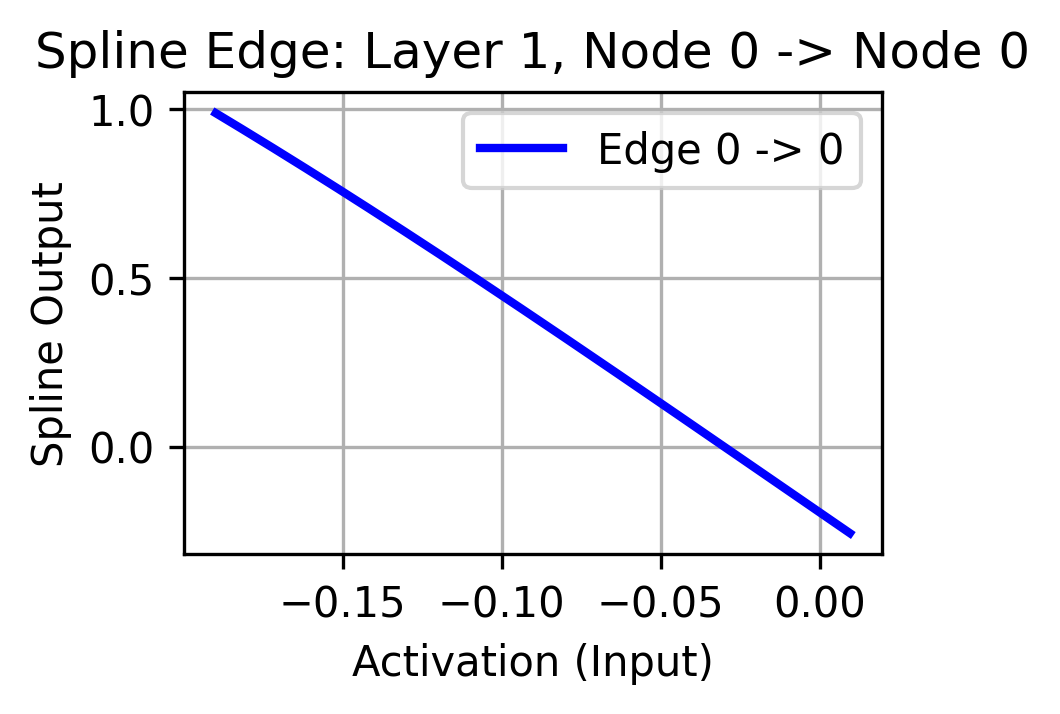 Spline Edge: Layer 1, Node 0 -> Node 0
Edge 0 -> 0
Spline Output
1.0
0.5
0.0
−0.15 −0.10 −0.05 0.00
Activation (Input)